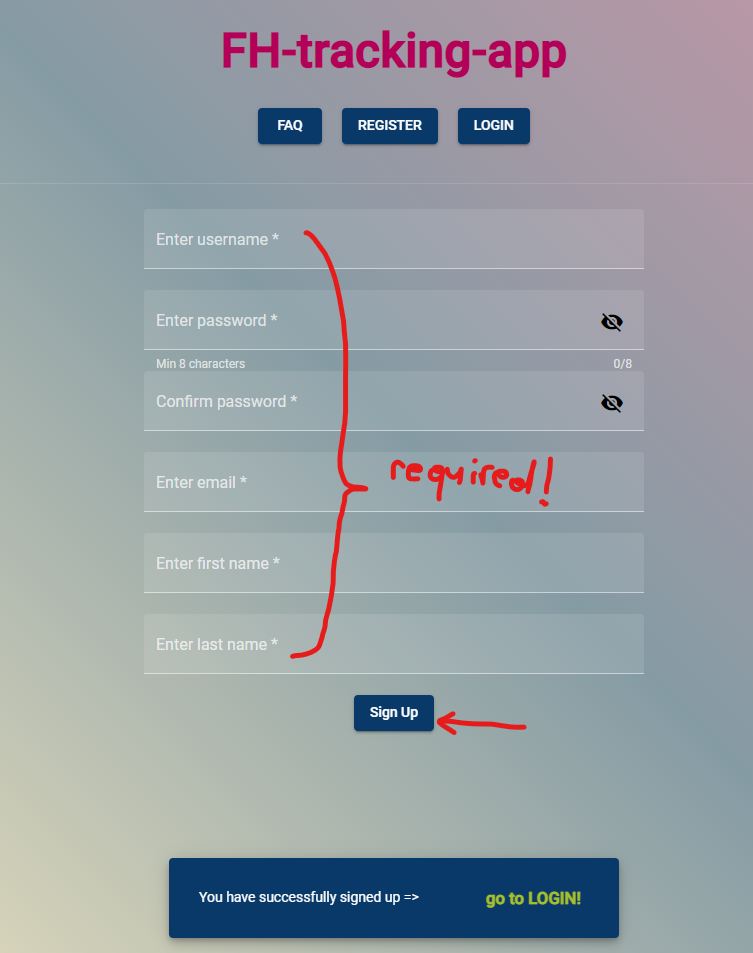 FH-tracking-app
FAQ REGISTER LOGIN
Enter username *
Enter password *
Min 8 characters 0/8
Confirm password *
Enter email *
required!
Enter first name *
Enter last name *
Sign Up
You have successfully signed up => go to LOGIN!